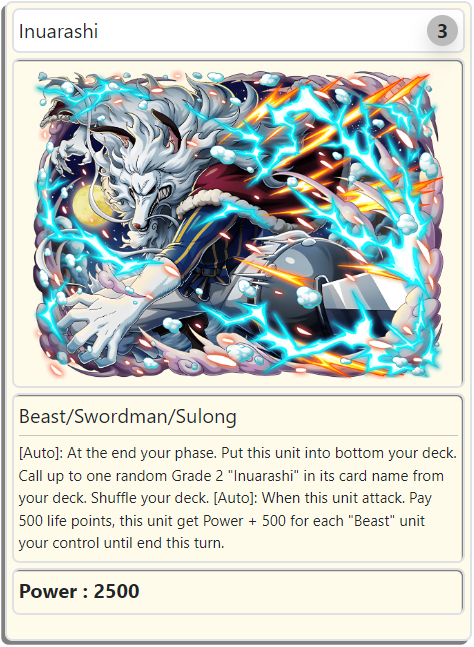 Inuarashi
3
Beast/Swordman/Sulong
[Auto]: At the end your phase. Put this unit into bottom your deck.
Call up to one random Grade 2 "Inuarashi" in its card name from
your deck. Shuffle your deck. [Auto]: When this unit attack. Pay
500 life points, this unit get Power + 500 for each "Beast" unit
your control until end this turn.
Power : 2500